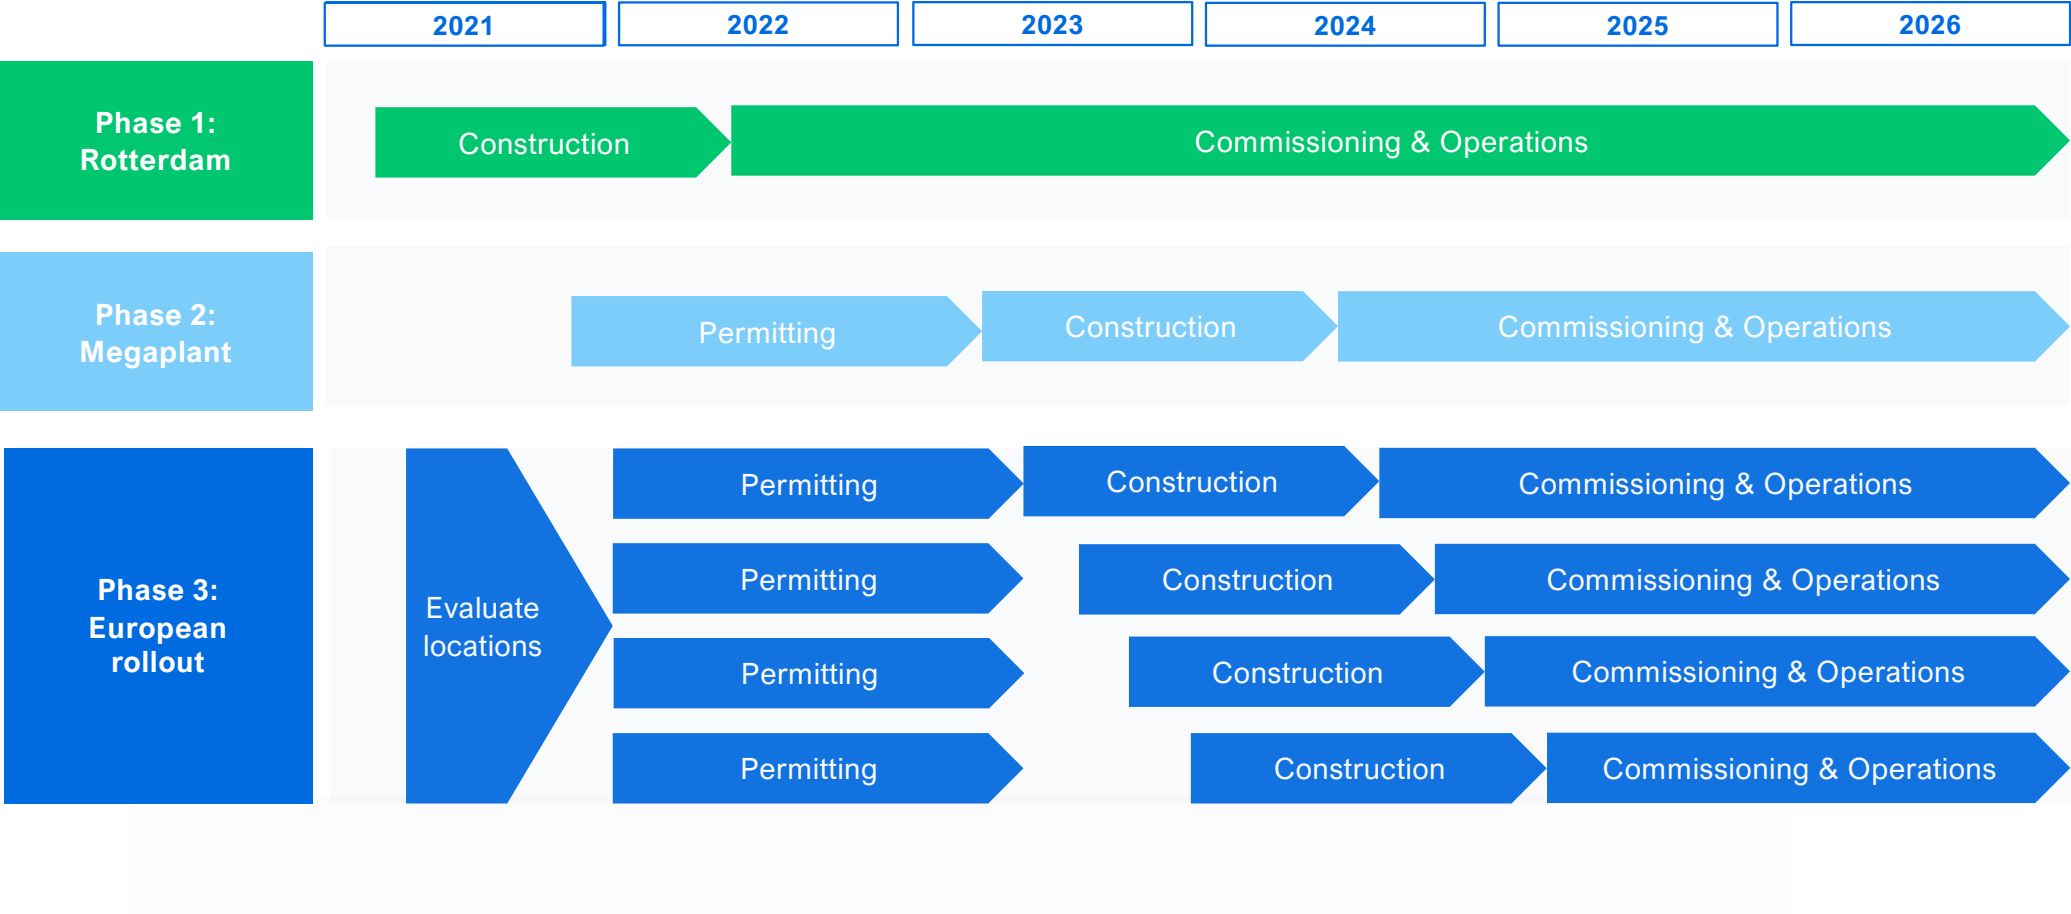 2021
2022
2023
2024
2025
2026
Phase 1:
Rotterdam
Construction
Commissioning & Operations
Phase 2:
Megaplant
Permitting
Construction
Commissioning & Operations
Phase 3:
European
rollout
Evaluate
locations
Permitting
Construction
Commissioning & Operations
Permitting
Construction
Commissioning & Operations
Permitting
Construction
Commissioning & Operations
Permitting
Construction
Commissioning & Operations